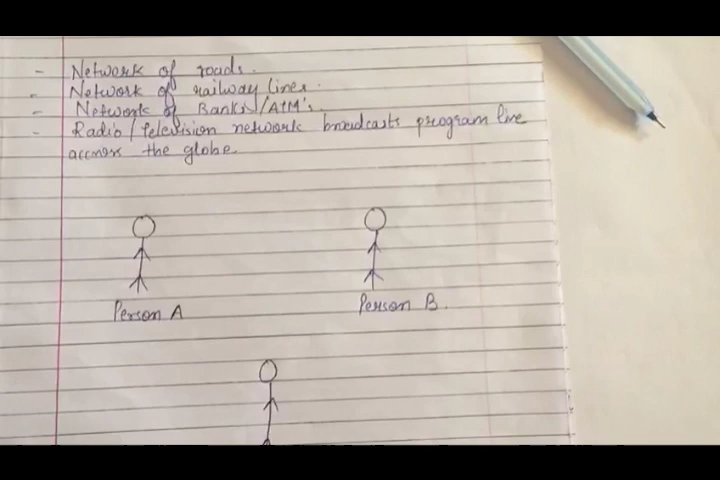 - Network of roads.
- Network of railway lines.
- Network of Banks/ATM's.
- Radio/Television network broadcasts program live
accross the globe.
Person A
Person B.